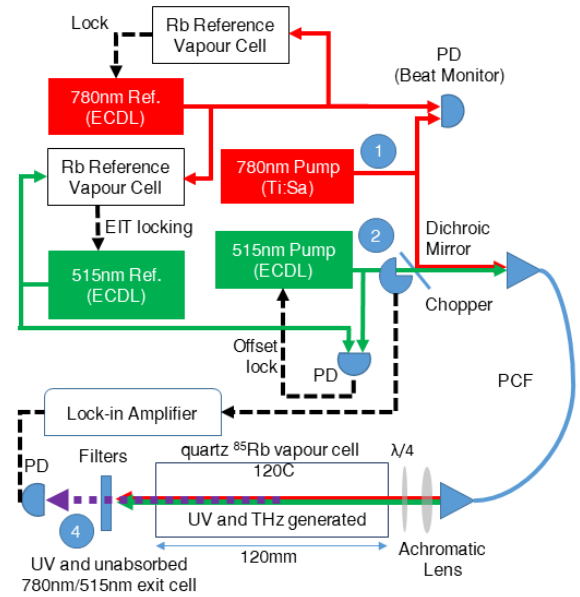 Lock
Rb Reference
Vapour Cell
PD
(Beat Monitor)
780nm Ref.
(ECDL)
1
Rb Reference
Vapour Cell
780nm Pump
(Ti:Sa)
EIT locking
2
Dichroic
Mirror
515nm Pump
(ECDL)
515nm Ref.
(ECDL)
Chopper
Offset
lock
PD
PCF
Lock-in Amplifier
PD
Filters
quartz ⁸⁵Rb vapour cell
120C
λ/4
UV and THz generated
4
Achromatic
Lens
120mm
UV and unabsorbed
780nm/515nm exit cell